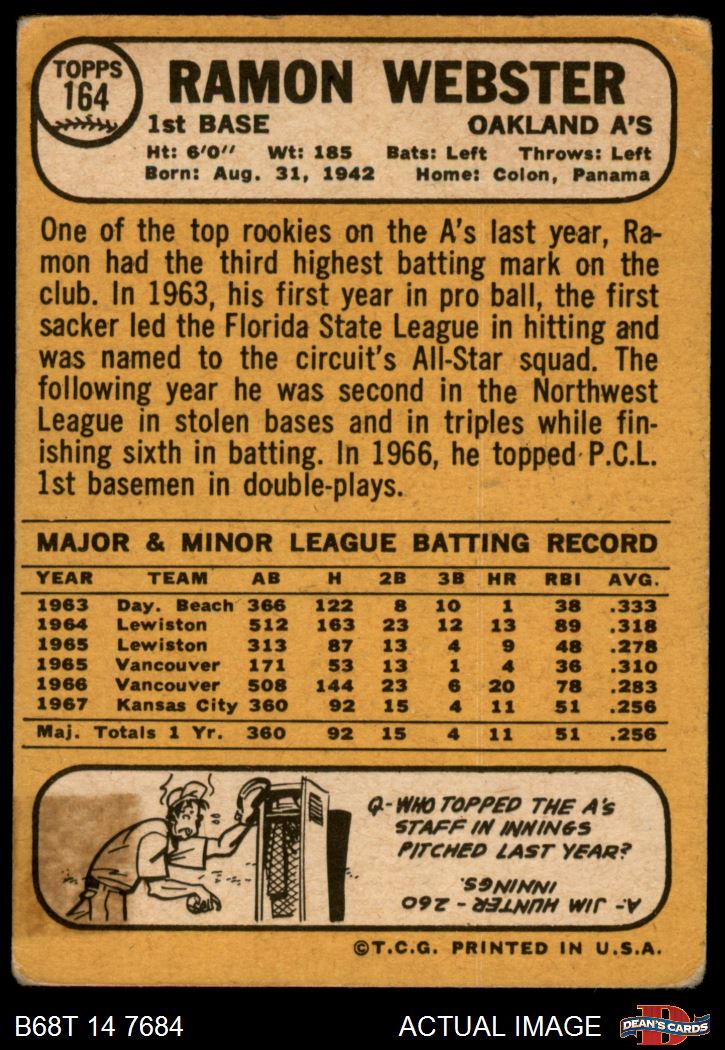 TOPPS
164
RAMON WEBSTER
1st BASE OAKLAND A'S
Ht: 6'0'' Wt: 185 Bats: Left Throws: Left
Born: Aug. 31, 1942 Home: Colon, Panama
One of the top rookies on the A's last year, Ra-
mon had the third highest batting mark on the
club. In 1963, his first year in pro ball, the first
sacker led the Florida State League in hitting and
was named to the circuit's All-Star squad. The
following year he was second in the Northwest
League in stolen bases and in triples while fin-
ishing sixth in batting. In 1966, he topped P.C.L.
1st basemen in double-plays.
MAJOR & MINOR LEAGUE BATTING RECORD
YEAR TEAM AB H 2B 3B HR RBI AVG.
1963 Day. Beach 366 122 8 10 1 38 .333
1964 Lewiston 512 163 23 12 13 89 .318
1965 Lewiston 313 87 13 4 9 48 .278
1965 Vancouver 171 53 13 1 4 36 .310
1966 Vancouver 508 144 23 6 20 78 .283
1967 Kansas City 360 92 15 4 11 51 .256
Maj. Totals 1 Yr. 360 92 15 4 11 51 .256
Q-WHO TOPPED THE A'S
STAFF IN INNINGS
PITCHED LAST YEAR?
A- JIM HUNTER - 260
INNINGS.
©T.C.G. PRINTED IN U.S.A.
B68T 14 7684 ACTUAL IMAGE
D
DEAN'S CARDS